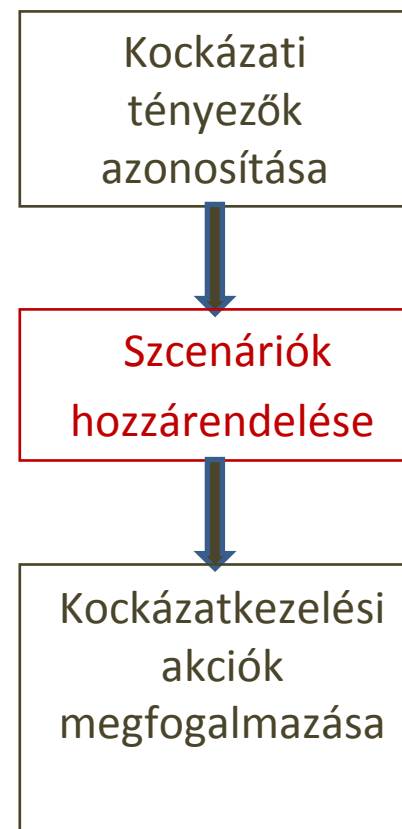 Kockázati
tényezők
azonosítása
Szcenáriók
hozzárendelése
Kockázatkezelési
akciók
megfogalmazása